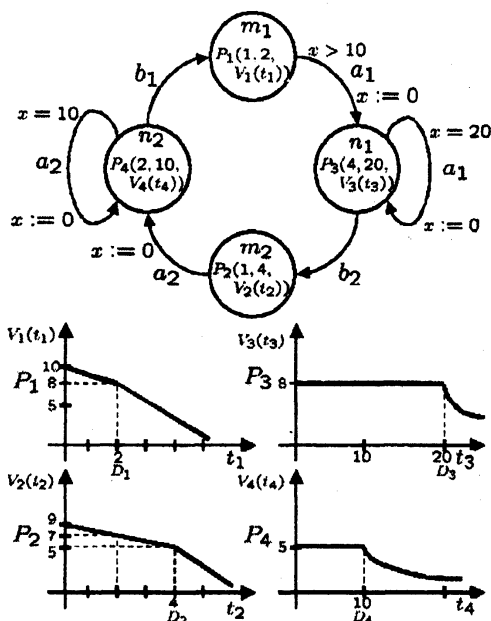 m₁
P₁(1, 2,
V₁(t₁))
x > 10
a₁
x := 0
b₁
x = 10
a₂
x := 0
n₂
P₄(2, 10,
V₄(t₄))
n₁
P₃(4, 20,
V₃(t₃))
x = 20
a₁
x := 0
x := 0
a₂
m₂
P₂(1, 4,
V₂(t₂))
b₂
V₁(t₁)
10
8
5
P₁
2
D₁
t₁
V₃(t₃)
8
P₃
10
20
D₃
t₃
V₂(t₂)
9
7
5
P₂
4
D₂
t₂
V₄(t₄)
5
P₄
10
D₄
t₄